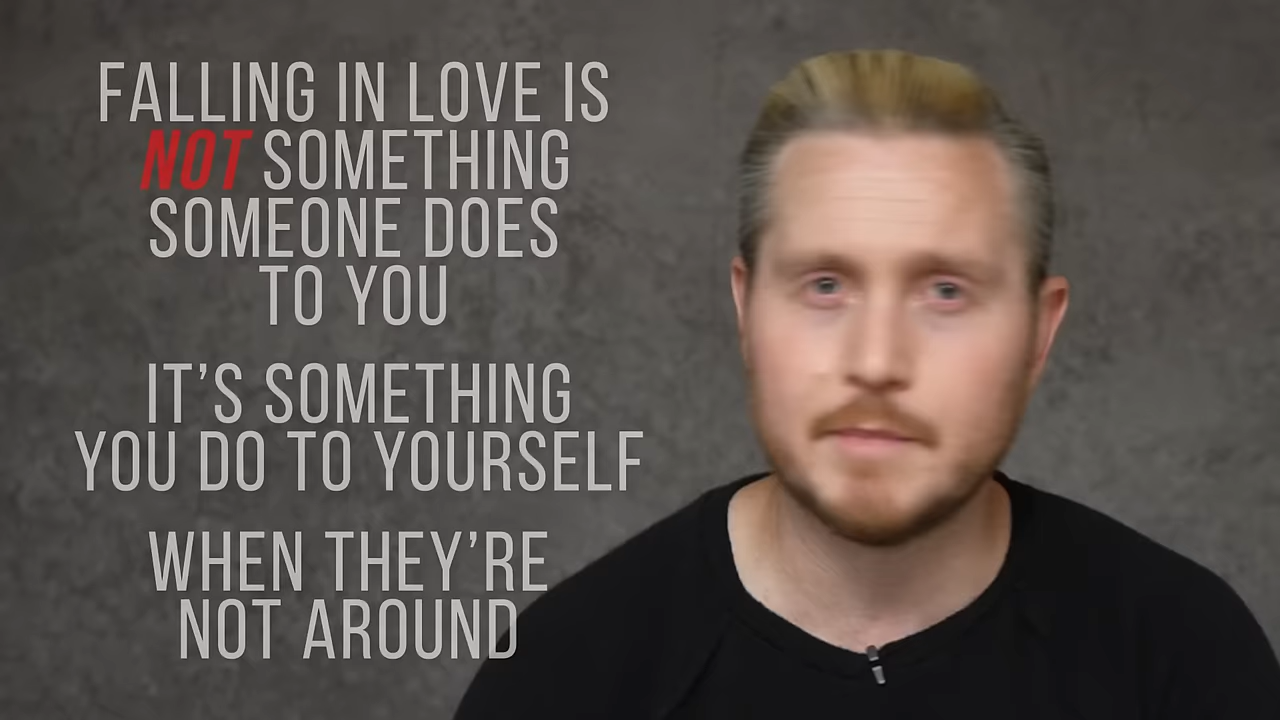 FALLING IN LOVE IS
NOT SOMETHING
SOMEONE DOES
TO YOU
IT'S SOMETHING
YOU DO TO YOURSELF
WHEN THEY'RE
NOT AROUND